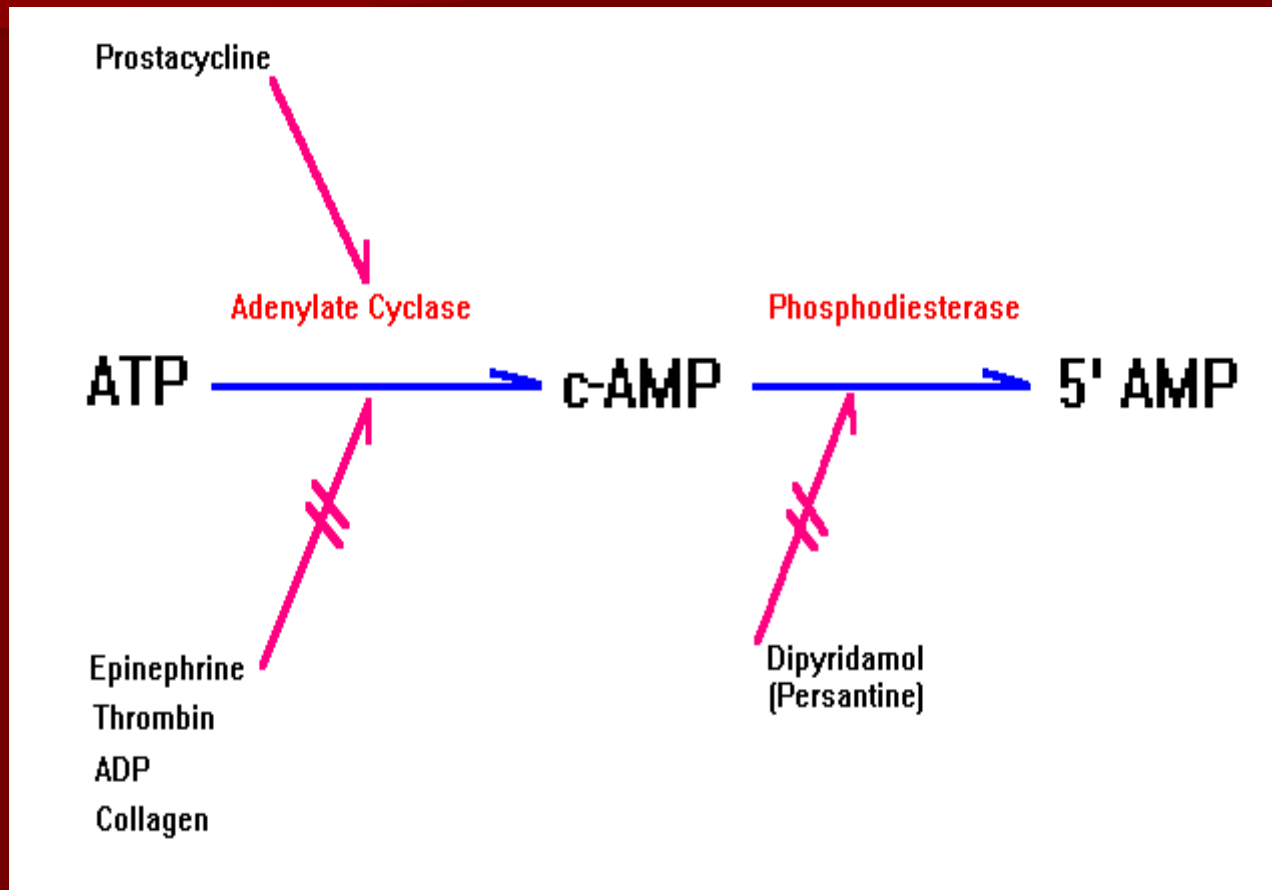 Prostacycline
Adenylate Cyclase
Phosphodiesterase
ATP
c-AMP
5' AMP
Epinephrine
Thrombin
ADP
Collagen
Dipyridamol
(Persantine)